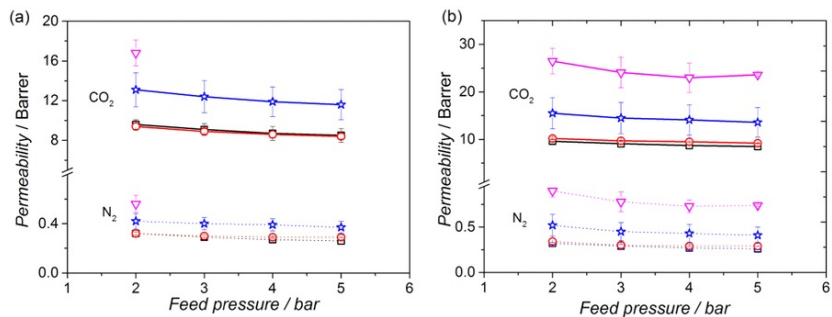 (a)
Permeability / Barrer
20
16
12
8
0.4
0.0
CO2
N2
1 2 3 4 5 6
Feed pressure / bar
(b)
Permeability / Barrer
30
20
10
0.5
0.0
CO2
N2
1 2 3 4 5 6
Feed pressure / bar